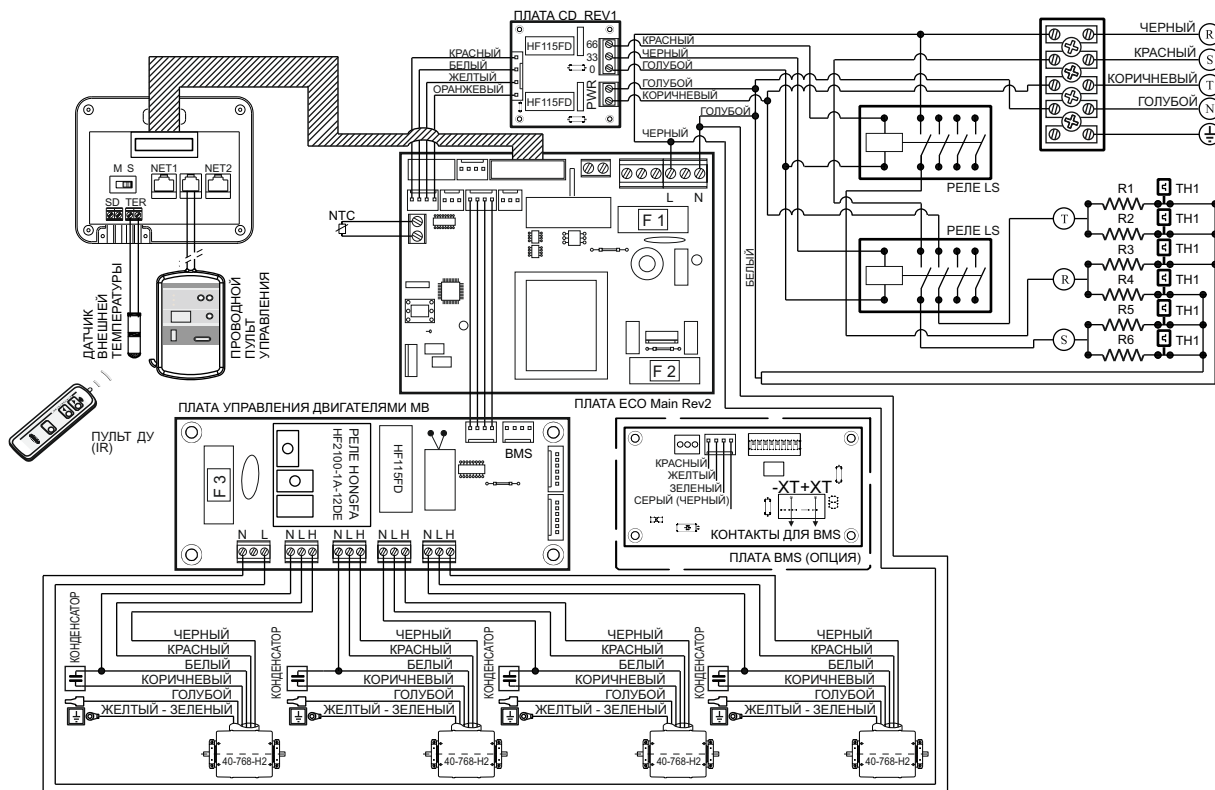 ПЛАТА CD REV1
HF115FD
HF115FD
66
33
0
PWR
КРАСНЫЙ
БЕЛЫЙ
ЖЕЛТЫЙ
ОРАНЖЕВЫЙ
КРАСНЫЙ
ЧЕРНЫЙ
ГОЛУБОЙ
ГОЛУБОЙ
КОРИЧНЕВЫЙ
ГОЛУБОЙ
ЧЕРНЫЙ
ЧЕРНЫЙ
R
КРАСНЫЙ
S
КОРИЧНЕВЫЙ
T
ГОЛУБОЙ
N
M S
NET1
NET2
SD
TER
NTC
L
N
F 1
F 2
БЕЛЫЙ
РЕЛЕ LS
РЕЛЕ LS
T
R
S
R1
TH1
R2
TH1
R3
TH1
R4
TH1
R5
TH1
R6
TH1
ДАТЧИК
ВНЕШНЕЙ
ТЕМПЕРАТУРЫ
ПРОВОДНОЙ
ПУЛЬТ
УПРАВЛЕНИЯ
ПУЛЬТ ДУ
(IR)
ПЛАТА ECO Main Rev2
ПЛАТА УПРАВЛЕНИЯ ДВИГАТЕЛЯМИ MB
F 3
РЕЛЕ HONGFA
HF2100-1A-12DE
HF115FD
BMS
N L
N L H
N L H
N L H
N L H
КРАСНЫЙ
ЖЕЛТЫЙ
ЗЕЛЕНЫЙ
СЕРЫЙ (ЧЕРНЫЙ)
-XT+XT
КОНТАКТЫ ДЛЯ BMS
ПЛАТА BMS (ОПЦИЯ)
КОНДЕНСАТОР
ЧЕРНЫЙ
КРАСНЫЙ
БЕЛЫЙ
КОРИЧНЕВЫЙ
ГОЛУБОЙ
ЖЕЛТЫЙ - ЗЕЛЕНЫЙ
40-768-H2
КОНДЕНСАТОР
ЧЕРНЫЙ
КРАСНЫЙ
БЕЛЫЙ
КОРИЧНЕВЫЙ
ГОЛУБОЙ
ЖЕЛТЫЙ - ЗЕЛЕНЫЙ
40-768-H2
КОНДЕНСАТОР
ЧЕРНЫЙ
КРАСНЫЙ
БЕЛЫЙ
КОРИЧНЕВЫЙ
ГОЛУБОЙ
ЖЕЛТЫЙ - ЗЕЛЕНЫЙ
40-768-H2
КОНДЕНСАТОР
ЧЕРНЫЙ
КРАСНЫЙ
БЕЛЫЙ
КОРИЧНЕВЫЙ
ГОЛУБОЙ
ЖЕЛТЫЙ - ЗЕЛЕНЫЙ
40-768-H2